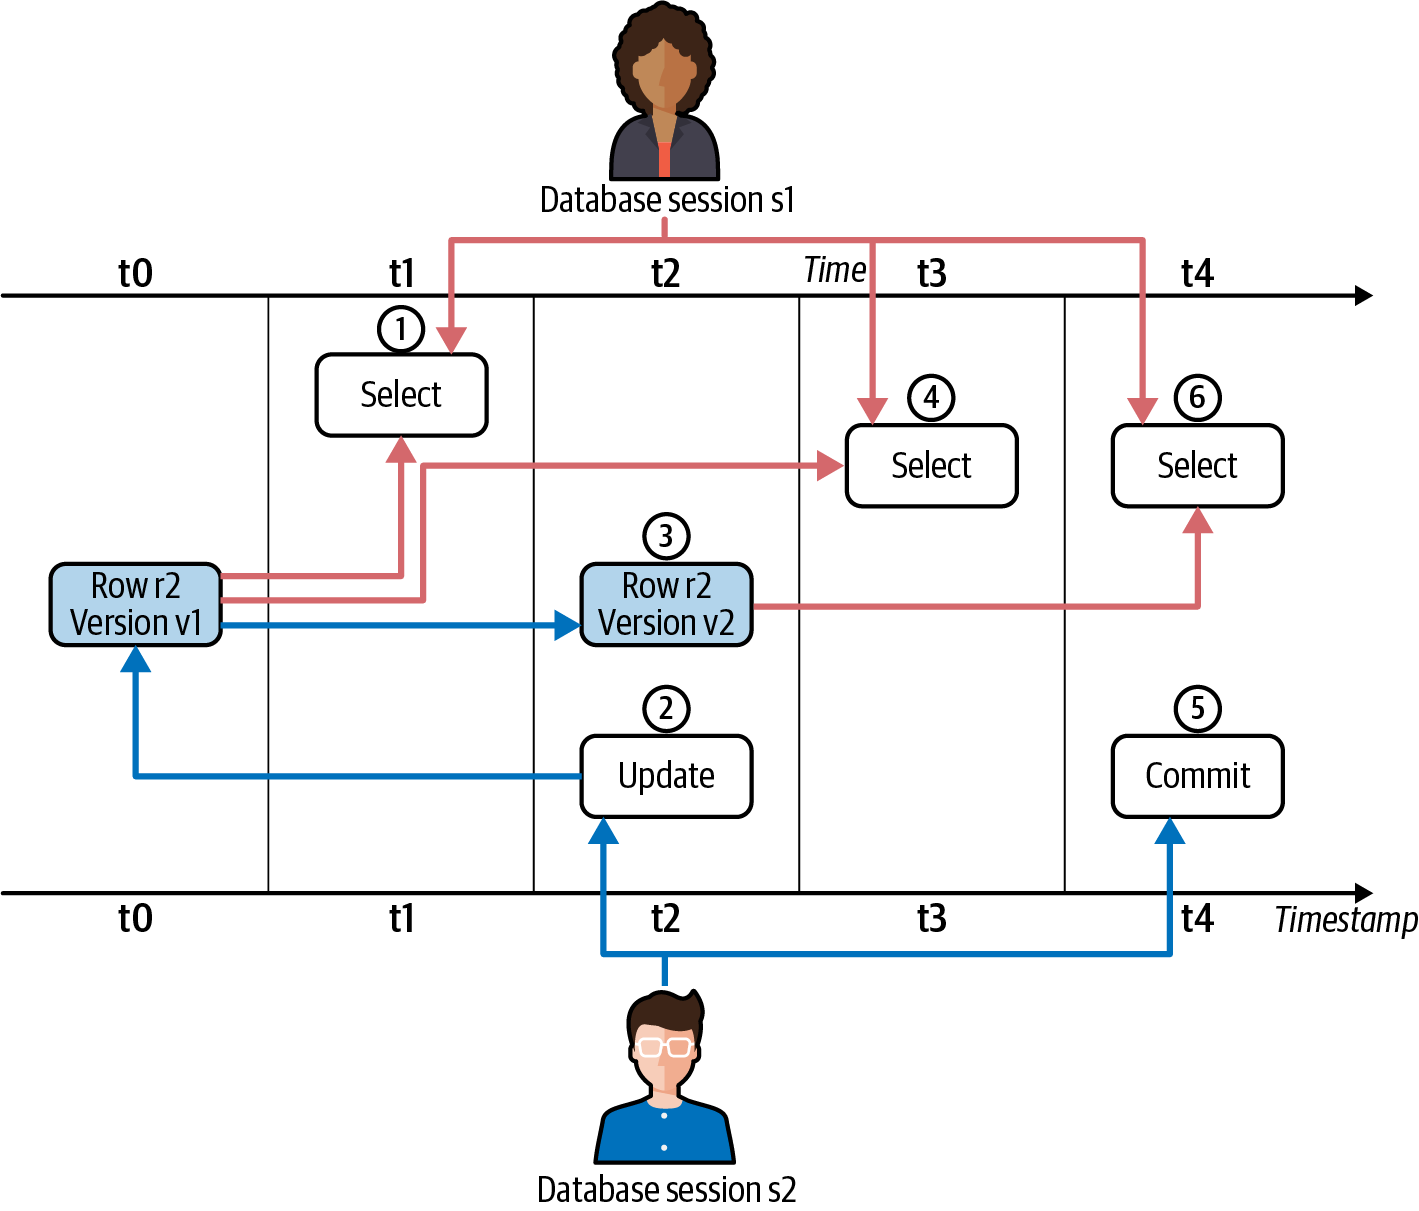 Database session s1
t0
t1
t2
Time
t3
t4
1
Select
4
Select
6
Select
3
Row r2
Version v1
Row r2
Version v2
2
Update
5
Commit
t0
t1
t2
t3
t4
Timestamp
Database session s2